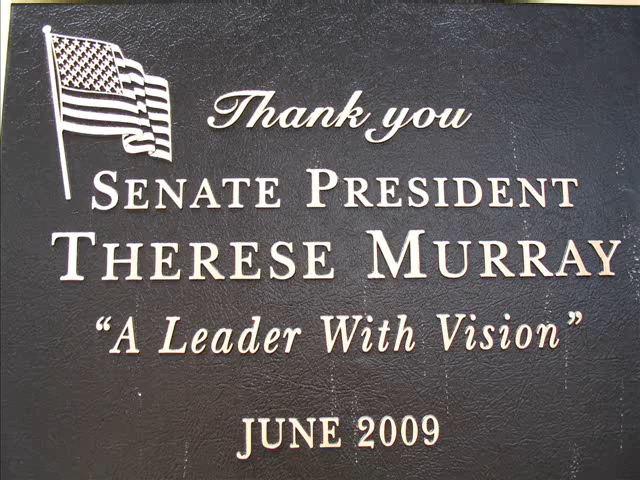 Thank you
SENATE PRESIDENT
THERESE MURRAY
“A Leader With Vision”
JUNE 2009